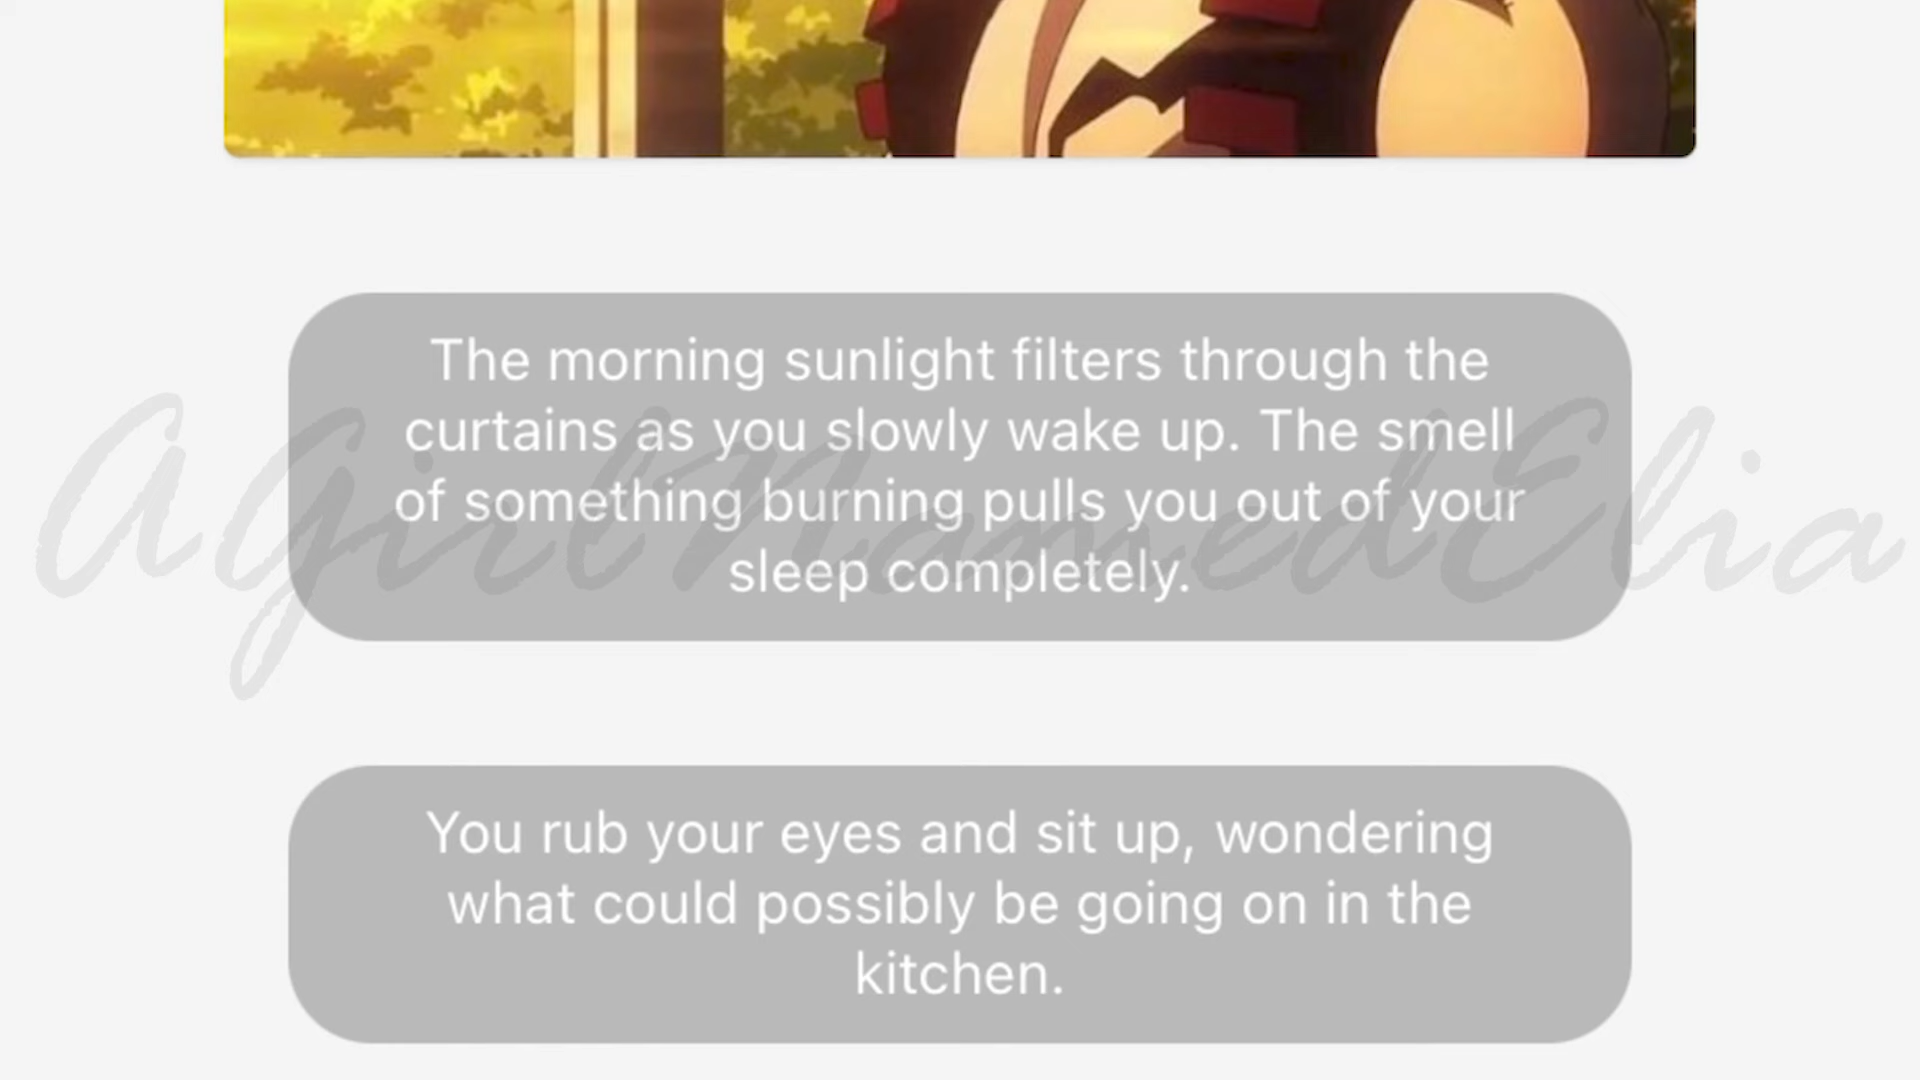 The morning sunlight filters through the
curtains as you slowly wake up. The smell
of something burning pulls you out of your
sleep completely.
AGirlNamedElia
You rub your eyes and sit up, wondering
what could possibly be going on in the
kitchen.